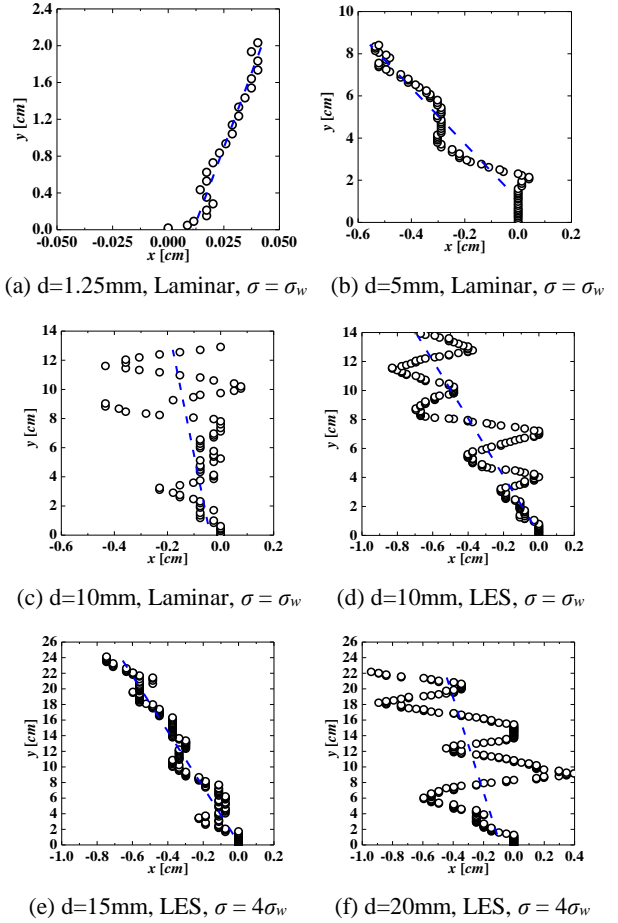 2.4
2.0
1.6
1.2
0.8
0.4
0.0
y [cm]
-0.050 -0.025 0.000 0.025 0.050
x [cm]
(a) d=1.25mm, Laminar, σ = σw
10
8
6
4
2
0
y [cm]
-0.6 -0.4 -0.2 0.0 0.2
x [cm]
(b) d=5mm, Laminar, σ = σw
14
12
10
8
6
4
2
0
y [cm]
-0.6 -0.4 -0.2 0.0 0.2
x [cm]
(c) d=10mm, Laminar, σ = σw
14
12
10
8
6
4
2
0
y [cm]
-1.0 -0.8 -0.6 -0.4 -0.2 0.0 0.2
x [cm]
(d) d=10mm, LES, σ = σw
26
24
22
20
18
16
14
12
10
8
6
4
2
0
y [cm]
-1.0 -0.8 -0.6 -0.4 -0.2 0.0 0.2
x [cm]
(e) d=15mm, LES, σ = 4σw
26
24
22
20
18
16
14
12
10
8
6
4
2
0
y [cm]
-1.0 -0.8 -0.6 -0.4 -0.2 0.0 0.2 0.4
x [cm]
(f) d=20mm, LES, σ = 4σw